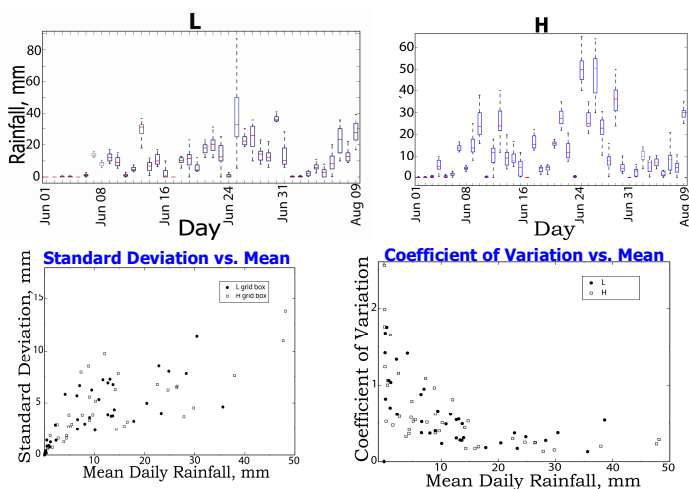 L
Rainfall, mm
80
60
40
20
0
Jun 01
Jun 08
Jun 16
Jun 24
Jun 31
Aug 09
Day
H
60
50
40
30
20
10
0
Jun 01
Jun 08
Jun 16
Jun 24
Jun 31
Aug 09
Day
Standard Deviation vs. Mean
Standard Deviation, mm
15
10
5
0
10
20
30
40
50
L grid box
H grid box
Mean Daily Rainfall, mm
Coefficient of Variation vs. Mean
Coefficient of Variation
2
1
0
10
20
30
40
50
L
H
Mean Daily Rainfall, mm